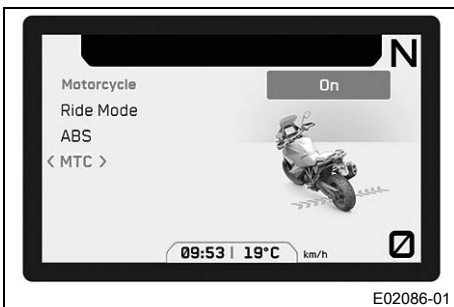 N
Motorcycle
On
Ride Mode
ABS
< MTC >
09:53 | 19°C km/h
E02086-01